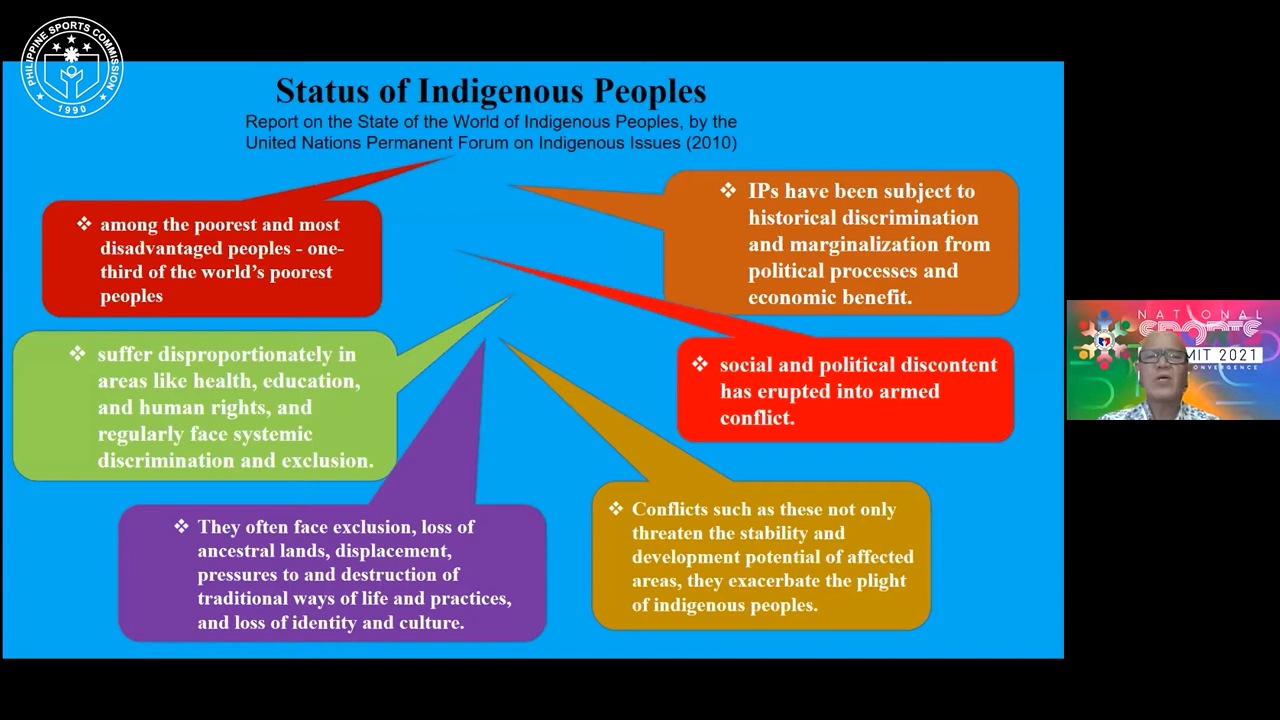 PHILIPPINE SPORTS COMMISSION
1990
Status of Indigenous Peoples
Report on the State of the World of Indigenous Peoples, by the
United Nations Permanent Forum on Indigenous Issues (2010)
❖ among the poorest and most
disadvantaged peoples - one-
third of the world's poorest
peoples
❖ IPs have been subject to
historical discrimination
and marginalization from
political processes and
economic benefit.
❖ suffer disproportionately in
areas like health, education,
and human rights, and
regularly face systemic
discrimination and exclusion.
❖ social and political discontent
has erupted into armed
conflict.
❖ They often face exclusion, loss of
ancestral lands, displacement,
pressures to and destruction of
traditional ways of life and practices,
and loss of identity and culture.
❖ Conflicts such as these not only
threaten the stability and
development potential of affected
areas, they exacerbate the plight
of indigenous peoples.
NATIONAL
SPORTS
MIT 2021